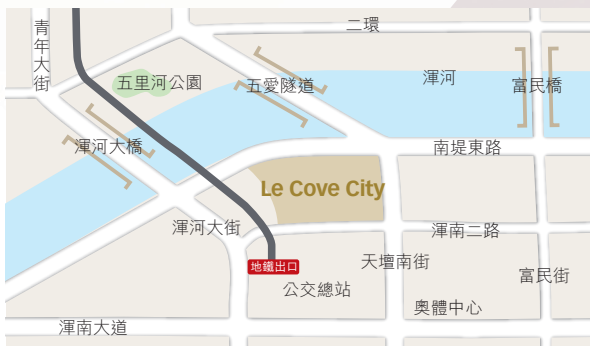 二環
青年大街
五里河公園
五愛隧道
渾河
富民橋
渾河大橋
南堤東路
Le Cove City
渾河大街
渾南二路
地鐵出口
天壇南街
富民街
公交總站
奧體中心
渾南大道